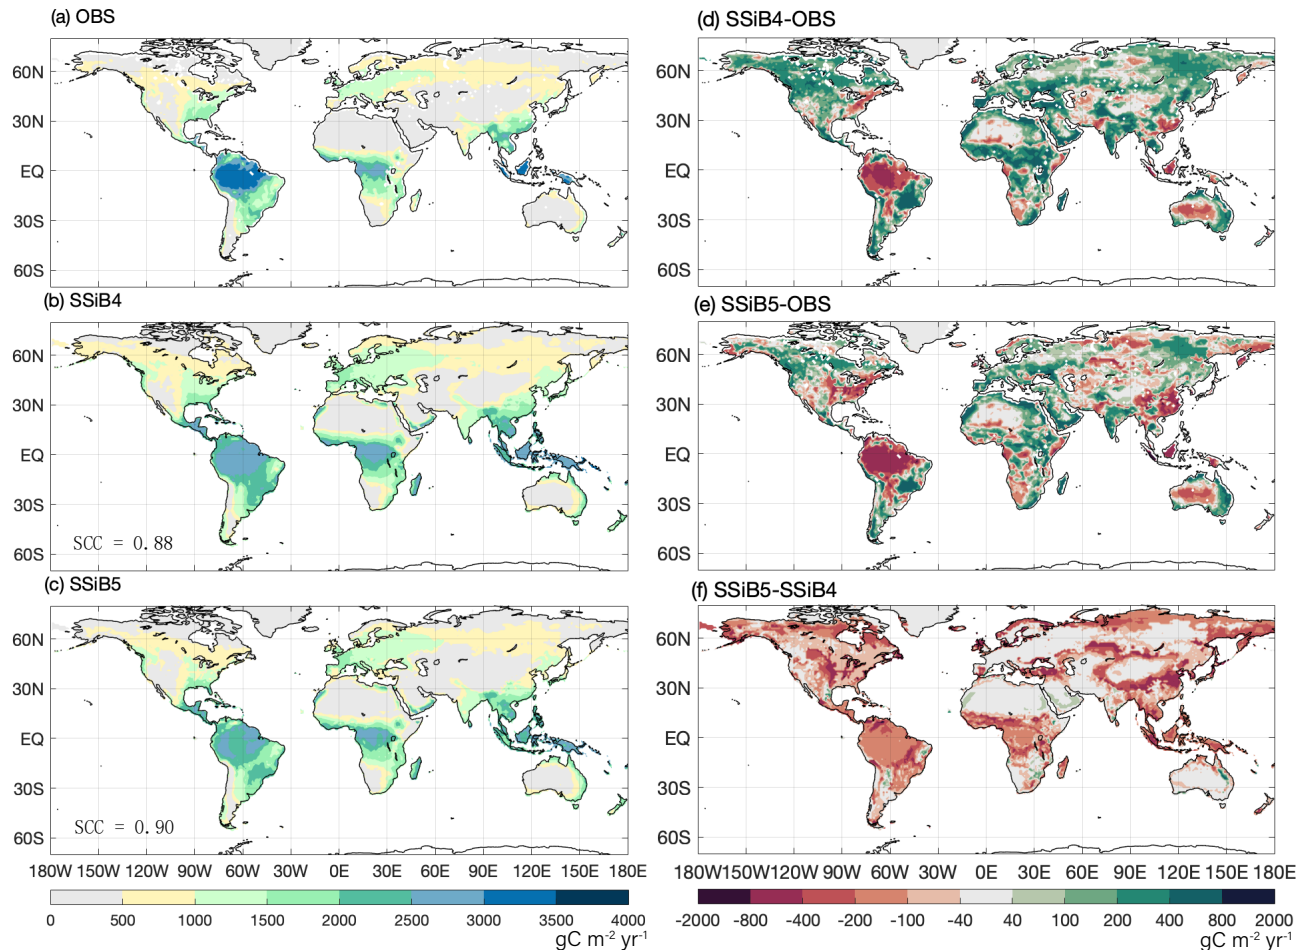 (a) OBS
60N
30N
EQ
30S
60S
(b) SSiB4
60N
30N
EQ
30S
60S
SCC = 0.88
(c) SSiB5
60N
30N
EQ
30S
60S
SCC = 0.90
180W 150W 120W 90W 60W 30W 0E 30E 60E 90E 120E 150E 180E
0 500 1000 1500 2000 2500 3000 3500 4000
gC m⁻² yr⁻¹
(d) SSiB4-OBS
60N
30N
EQ
30S
60S
(e) SSiB5-OBS
60N
30N
EQ
30S
60S
(f) SSiB5-SSiB4
60N
30N
EQ
30S
60S
180W 150W 120W 90W 60W 30W 0E 30E 60E 90E 120E 150E 180E
-2000 -800 -400 -200 -100 -40 40 100 200 400 800 2000
gC m⁻² yr⁻¹